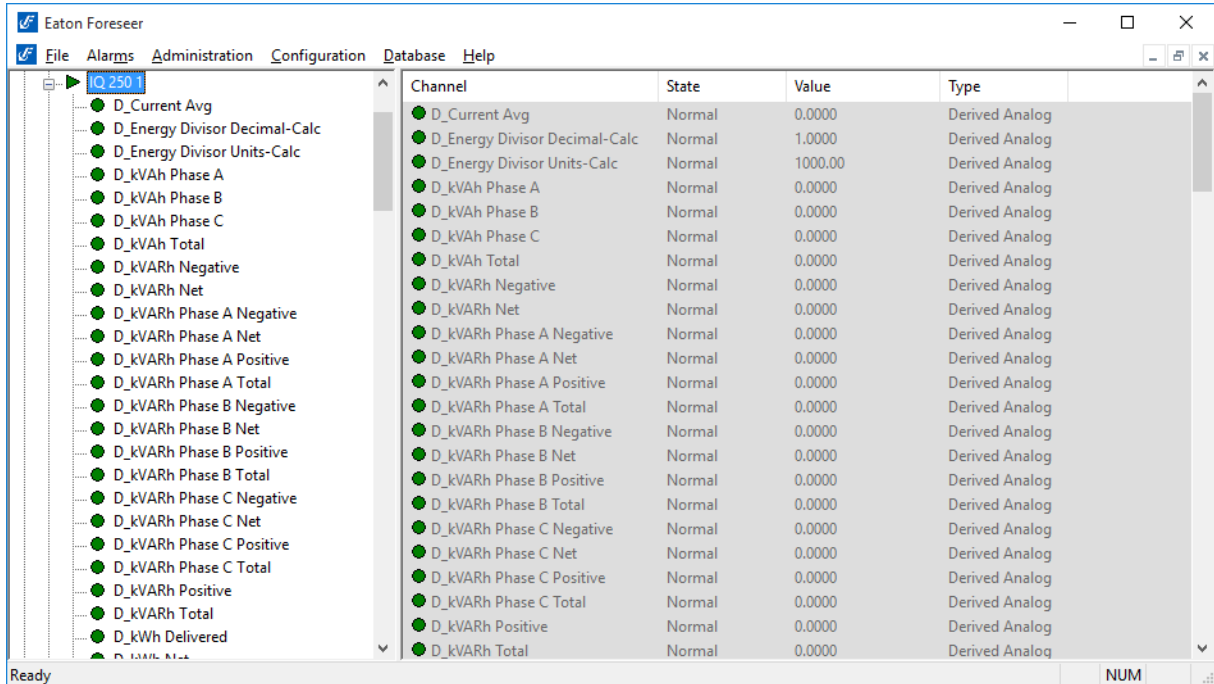 Eaton Foreseer
File Alarms Administration Configuration Database Help
IQ 250 1
D_Current Avg
D_Energy Divisor Decimal-Calc
D_Energy Divisor Units-Calc
D_kVAh Phase A
D_kVAh Phase B
D_kVAh Phase C
D_kVAh Total
D_kVARh Negative
D_kVARh Net
D_kVARh Phase A Negative
D_kVARh Phase A Net
D_kVARh Phase A Positive
D_kVARh Phase A Total
D_kVARh Phase B Negative
D_kVARh Phase B Net
D_kVARh Phase B Positive
D_kVARh Phase B Total
D_kVARh Phase C Negative
D_kVARh Phase C Net
D_kVARh Phase C Positive
D_kVARh Phase C Total
D_kVARh Positive
D_kVARh Total
D_kWh Delivered
D_kWh Net
Channel State Value Type
D_Current Avg Normal 0.0000 Derived Analog
D_Energy Divisor Decimal-Calc Normal 1.0000 Derived Analog
D_Energy Divisor Units-Calc Normal 1000.00 Derived Analog
D_kVAh Phase A Normal 0.0000 Derived Analog
D_kVAh Phase B Normal 0.0000 Derived Analog
D_kVAh Phase C Normal 0.0000 Derived Analog
D_kVAh Total Normal 0.0000 Derived Analog
D_kVARh Negative Normal 0.0000 Derived Analog
D_kVARh Net Normal 0.0000 Derived Analog
D_kVARh Phase A Negative Normal 0.0000 Derived Analog
D_kVARh Phase A Net Normal 0.0000 Derived Analog
D_kVARh Phase A Positive Normal 0.0000 Derived Analog
D_kVARh Phase A Total Normal 0.0000 Derived Analog
D_kVARh Phase B Negative Normal 0.0000 Derived Analog
D_kVARh Phase B Net Normal 0.0000 Derived Analog
D_kVARh Phase B Positive Normal 0.0000 Derived Analog
D_kVARh Phase B Total Normal 0.0000 Derived Analog
D_kVARh Phase C Negative Normal 0.0000 Derived Analog
D_kVARh Phase C Net Normal 0.0000 Derived Analog
D_kVARh Phase C Positive Normal 0.0000 Derived Analog
D_kVARh Phase C Total Normal 0.0000 Derived Analog
D_kVARh Positive Normal 0.0000 Derived Analog
D_kVARh Total Normal 0.0000 Derived Analog
Ready NUM